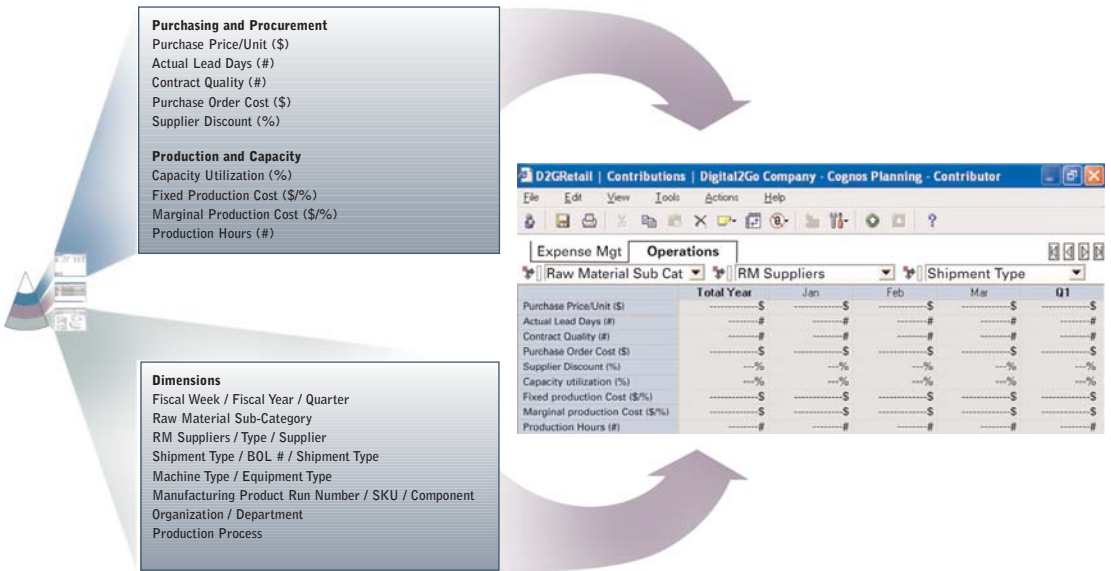 Purchasing and Procurement
Purchase Price/Unit ($)
Actual Lead Days (#)
Contract Quality (#)
Purchase Order Cost ($)
Supplier Discount (%)
Production and Capacity
Capacity Utilization (%)
Fixed Production Cost ($/%)
Marginal Production Cost ($/%)
Production Hours (#)
Dimensions
Fiscal Week / Fiscal Year / Quarter
Raw Material Sub-Category
RM Suppliers / Type / Supplier
Shipment Type / BOL # / Shipment Type
Machine Type / Equipment Type
Manufacturing Product Run Number / SKU / Component
Organization / Department
Production Process
D2GRetail | Contributions | Digital2Go Company - Cognos Planning - Contributor
File Edit View Tools Actions Help
Expense Mgt Operations
Raw Material Sub Cat RM Suppliers Shipment Type
Total Year Jan Feb Mar Q1
Purchase Price/Unit ($) ------------$ ------------$ ------------$ ------------$ ------------$
Actual Lead Days (#) --------# --------# --------# --------# --------#
Contract Quality (#) --------# --------# --------# --------# --------#
Purchase Order Cost ($) ------------$ ------------$ ------------$ ------------$ ------------$
Supplier Discount (%) ---% ---% ---% ---% ---%
Capacity utilization (%) ---% ---% ---% ---% ---%
Fixed production Cost ($/%) ------------$ ------------$ ------------$ ------------$ ------------$
Marginal production Cost ($/%) ------------$ ------------$ ------------$ ------------$ ------------$
Production Hours (#) --------# --------# --------# --------# --------#